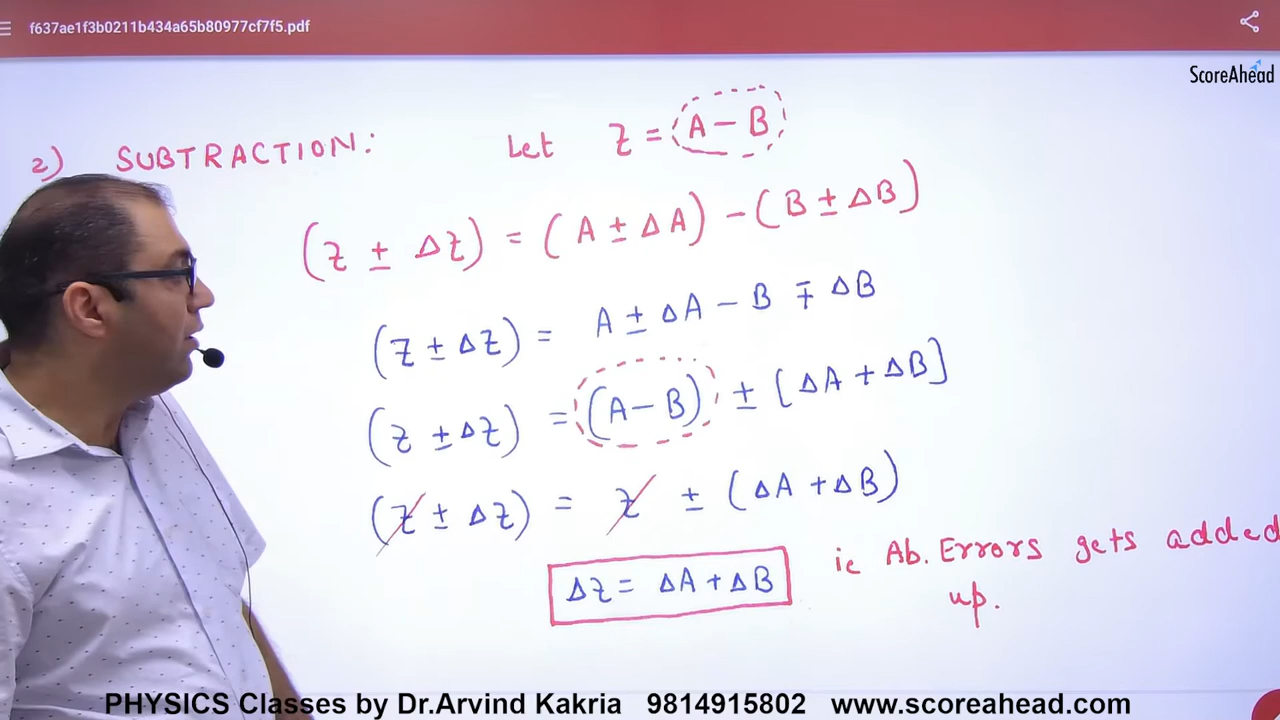 f637ae1f3b0211b434a65b80977cf7f5.pdf
ScoreAhead
2) SUBTRACTION: Let Z = (A - B)
(Z ± ΔZ) = (A ± ΔA) - (B ± ΔB)
(Z ± ΔZ) = A ± ΔA - B ∓ ΔB
(Z ± ΔZ) = (A - B) ± [ΔA + ΔB]
(Z ± ΔZ) = Z ± (ΔA + ΔB)
ΔZ = ΔA + ΔB ie Ab. Errors gets added
up.
PHYSICS Classes by Dr.Arvind Kakria 9814915802 www.scoreahead.com